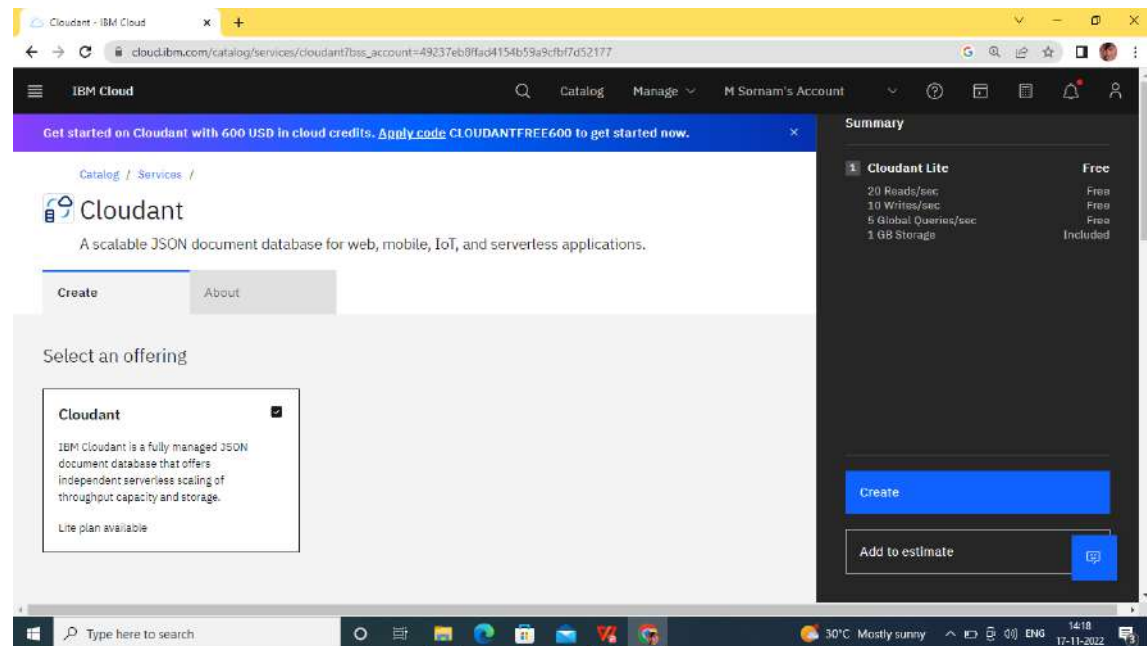 Cloudant - IBM Cloud
cloud.ibm.com/catalog/services/cloudant?bss_account=49237eb8ffad4154b59a9cfbf7d52177
IBM Cloud
Catalog
Manage
M Sornam's Account
Get started on Cloudant with 600 USD in cloud credits. Apply code CLOUDANTFREE600 to get started now.
Catalog / Services /
Cloudant
A scalable JSON document database for web, mobile, IoT, and serverless applications.
Create
About
Select an offering
Cloudant
IBM Cloudant is a fully managed JSON
document database that offers
independent serverless scaling of
throughput capacity and storage.
Lite plan available
Summary
1 Cloudant Lite Free
20 Reads/sec Free
10 Writes/sec Free
5 Global Queries/sec Free
1 GB Storage Included
Create
Add to estimate
Type here to search
30°C Mostly sunny
ENG
14:18
17-11-2022
3